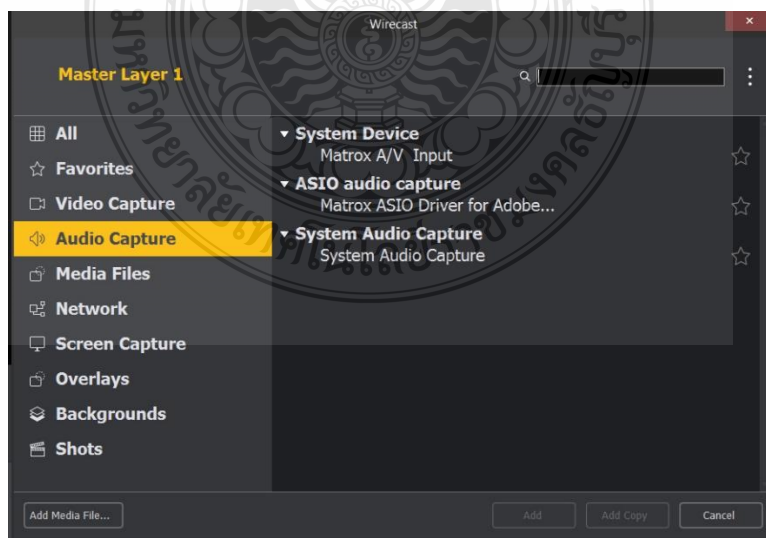 Wirecast
Master Layer 1
All
Favorites
Video Capture
Audio Capture
Media Files
Network
Screen Capture
Overlays
Backgrounds
Shots
System Device
Matrox A/V Input
ASIO audio capture
Matrox ASIO Driver for Adobe...
System Audio Capture
System Audio Capture
Add Media File...
Add
Add Copy
Cancel